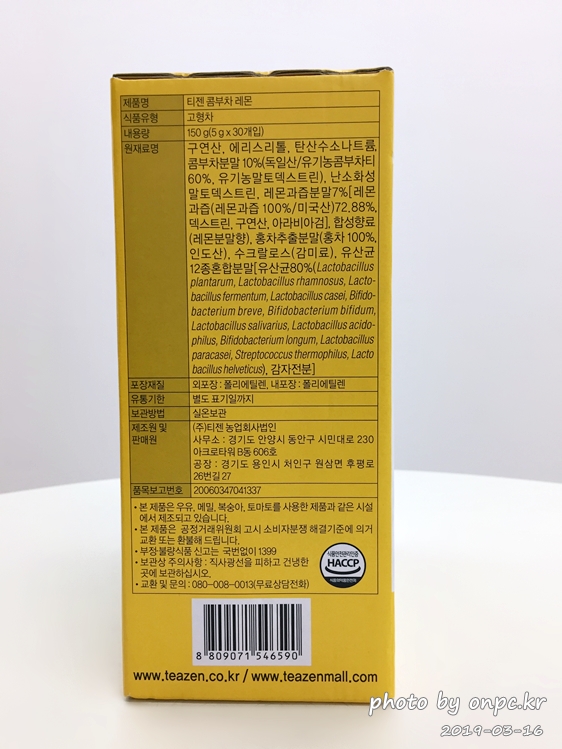 제품명 티젠 콤부차 레몬
식품유형 고형차
내용량 150 g(5 g x 30개입)
원재료명 구연산, 에리스리톨, 탄산수소나트륨,
콤부차분말 10%(독일산/유기농콤부차티
60%, 유기농말토덱스트린), 난소화성
말토덱스트린, 레몬과즙분말7%[레몬
과즙(레몬과즙 100%/미국산)72.88%,
덱스트린, 구연산, 아라비아검], 합성향료
(레몬분말향), 홍차추출분말(홍차 100%,
인도산), 수크랄로스(감미료), 유산균
12종혼합분말[유산균80%(Lactobacillus
plantarum, Lactobacillus rhamnosus, Lacto-
bacillus fermentum, Lactobacillus casei, Bifido-
bacterium breve, Bifidobacterium bifidum,
Lactobacillus salivarius, Lactobacillus acido-
philus, Bifidobacterium longum, Lactobacillus
paracasei, Streptococcus thermophilus, Lacto
bacillus helveticus), 감자전분]
포장재질 외포장 : 폴리에틸렌, 내포장 : 폴리에틸렌
유통기한 별도 표기일까지
보관방법 실온보관
제조원 및 (주)티젠 농업회사법인
판매원 사무소 : 경기도 안양시 동안구 시민대로 230
아크로타워 B동 606호
공장 : 경기도 용인시 처인구 원삼면 후평로
26번길 27
품목보고번호 20060347041337
• 본 제품은 우유, 메밀, 복숭아, 토마토를 사용한 제품과 같은 시설
에서 제조되고 있습니다.
• 본 제품은 공정거래위원회 고시 소비자분쟁 해결기준에 의거
교환 또는 환불해 드립니다.
• 부정·불량식품 신고는 국번없이 1399
• 보관상 주의사항 : 직사광선을 피하고 건냉한
곳에 보관하십시오.
• 교환 및 문의 : 080-008-0013(무료상담전화)
식품안전관리인증
HACCP
식품의약품안전처
8 809071 546590
www.teazen.co.kr / www.teazenmall.com
photo by onpc.kr
2019-03-16